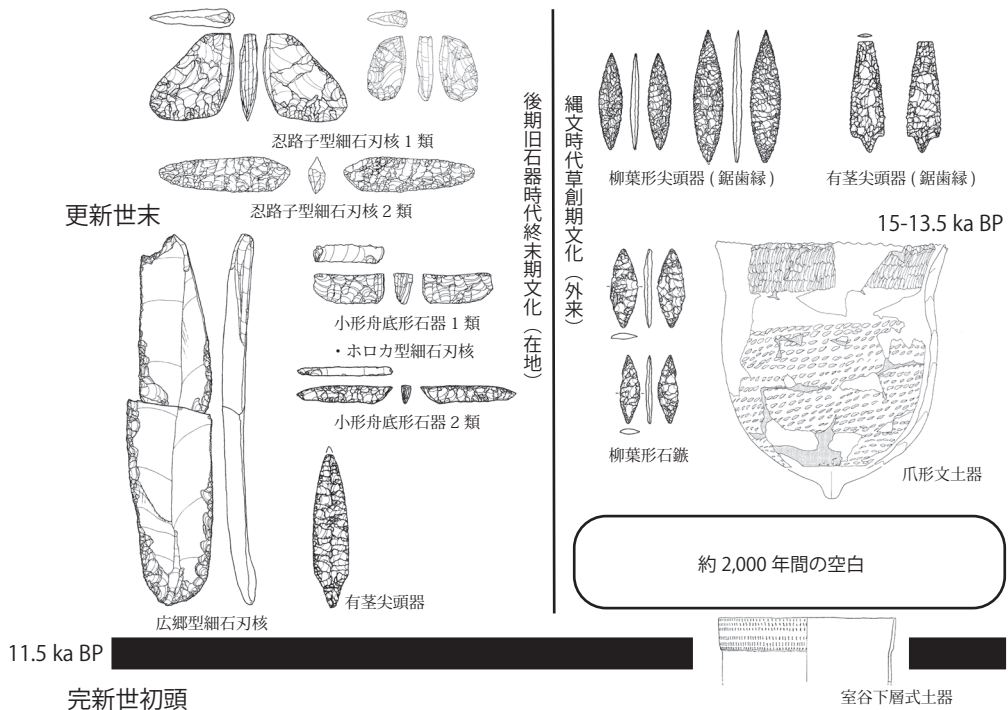 忍路子型細石刃核 1 類
忍路子型細石刃核 2 類
更新世末
小形舟底形石器 1 類
・ホロカ型細石刃核
小形舟底形石器 2 類
有茎尖頭器
広郷型細石刃核
後期旧石器時代終末期文化（在地）
縄文時代草創期文化（外来）
柳葉形尖頭器 ( 鋸歯縁 )
有茎尖頭器 ( 鋸歯縁 )
15-13.5 ka BP
柳葉形石鏃
爪形文土器
約 2,000 年間の空白
11.5 ka BP
完新世初頭
室谷下層式土器